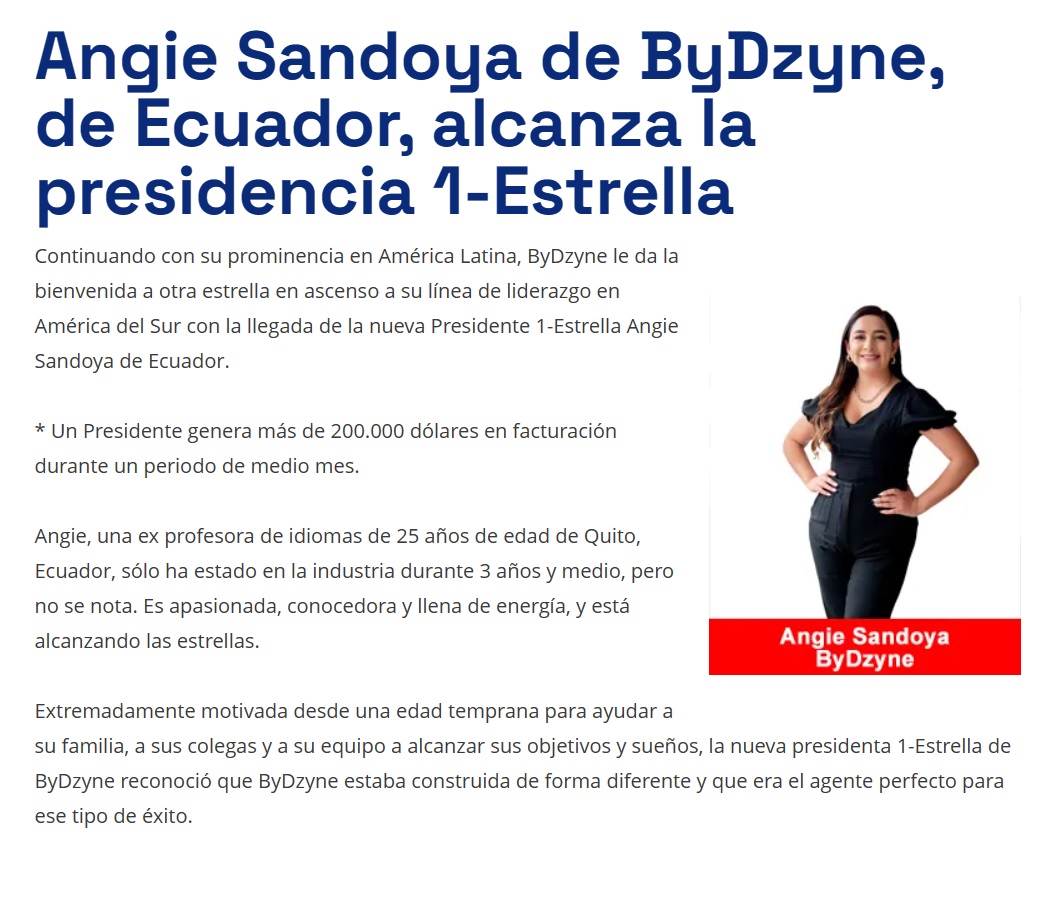 Angie Sandoya de ByDzyne,
de Ecuador, alcanza la
presidencia 1-Estrella
Continuando con su prominencia en América Latina, ByDzyne le da la
bienvenida a otra estrella en ascenso a su línea de liderazgo en
América del Sur con la llegada de la nueva Presidente 1-Estrella Angie
Sandoya de Ecuador.
* Un Presidente genera más de 200.000 dólares en facturación
durante un periodo de medio mes.
Angie, una ex profesora de idiomas de 25 años de edad de Quito,
Ecuador, sólo ha estado en la industria durante 3 años y medio, pero
no se nota. Es apasionada, conocedora y llena de energía, y está
alcanzando las estrellas.
Angie Sandoya
ByDzyne
Extremadamente motivada desde una edad temprana para ayudar a
su familia, a sus colegas y a su equipo a alcanzar sus objetivos y sueños, la nueva presidenta 1-Estrella de
ByDzyne reconoció que ByDzyne estaba construida de forma diferente y que era el agente perfecto para
ese tipo de éxito.